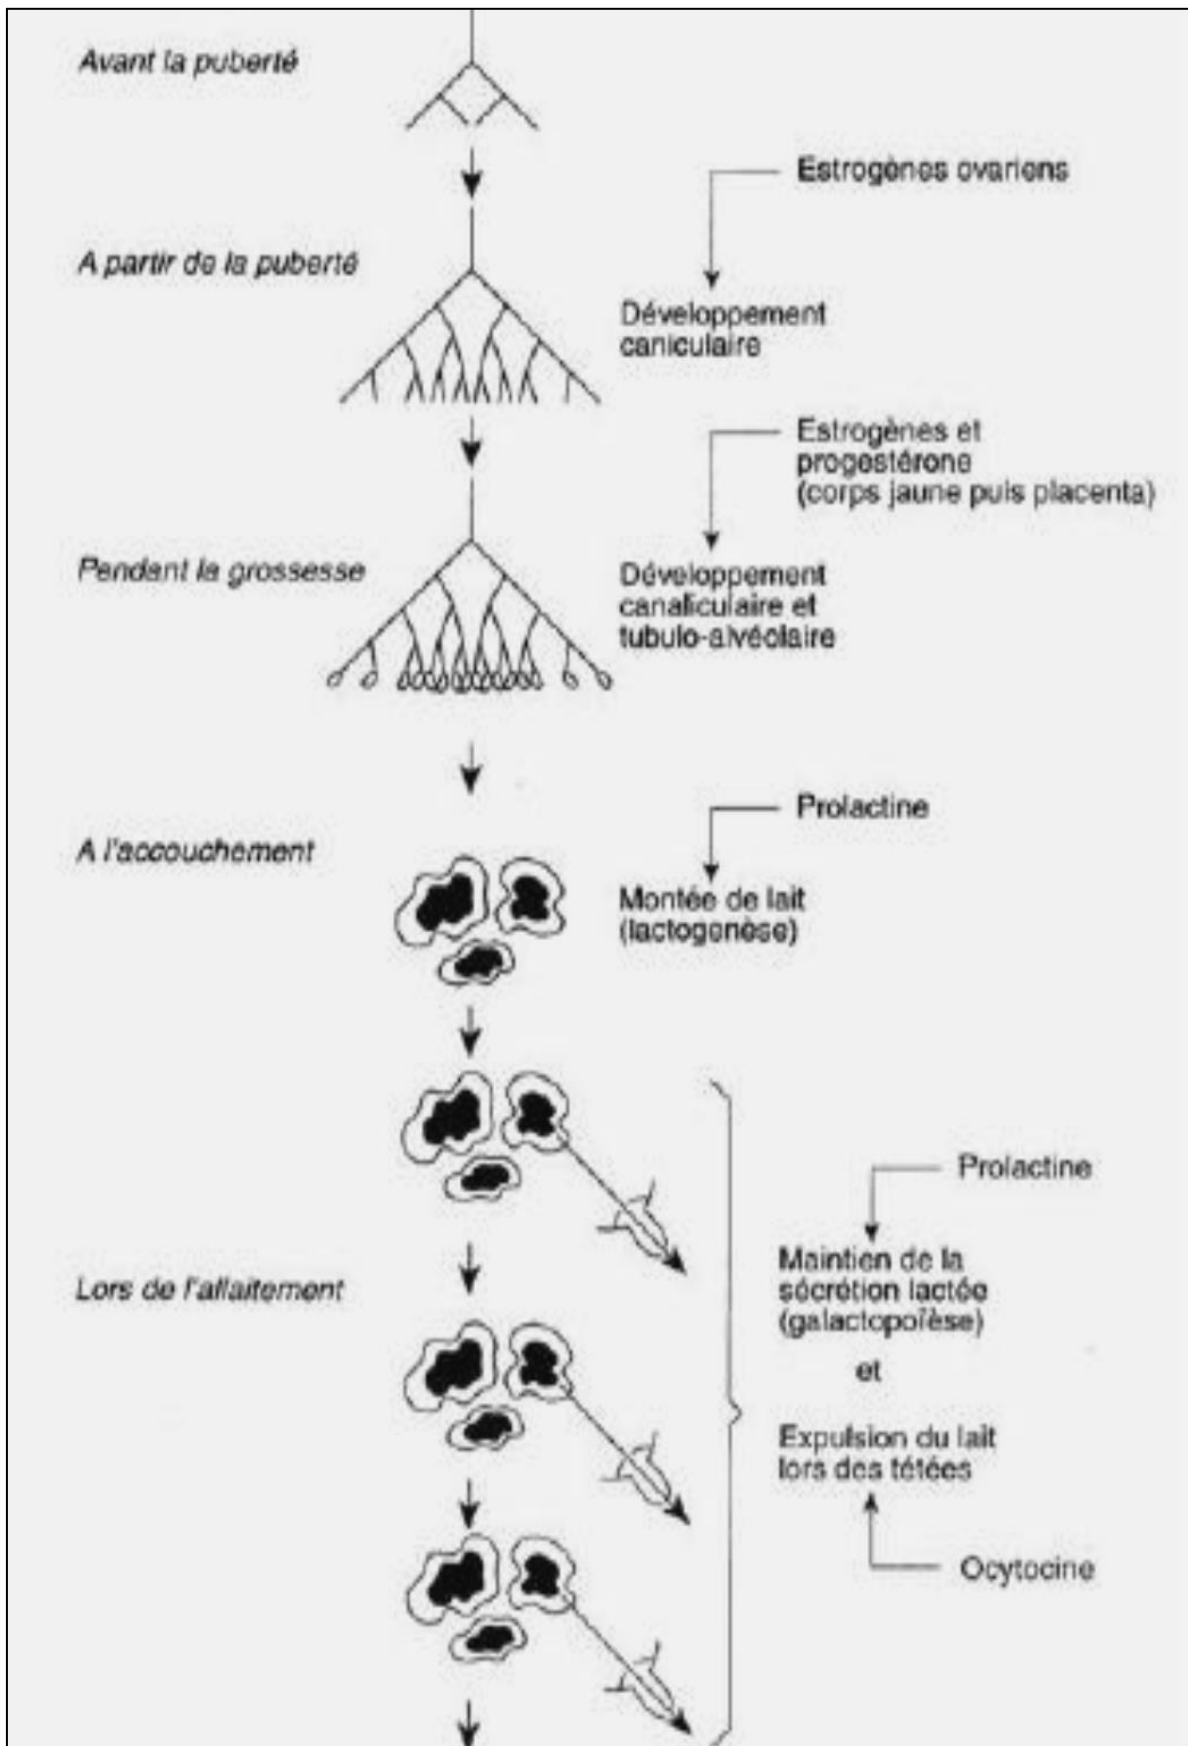 Avant la puberté
Estrogènes ovariens
A partir de la puberté
Développement
caniculaire
Estrogènes et
progestérone
(corps jaune puis placenta)
Pendant la grossesse
Développement
canaliculaire et
tubulo-alvéolaire
Prolactine
A l'accouchement
Montée de lait
(lactogenèse)
Prolactine
Maintien de la
sécrétion lactée
(galactopoïèse)
Lors de l'allaitement
et
Expulsion du lait
lors des tétées
Ocytocine